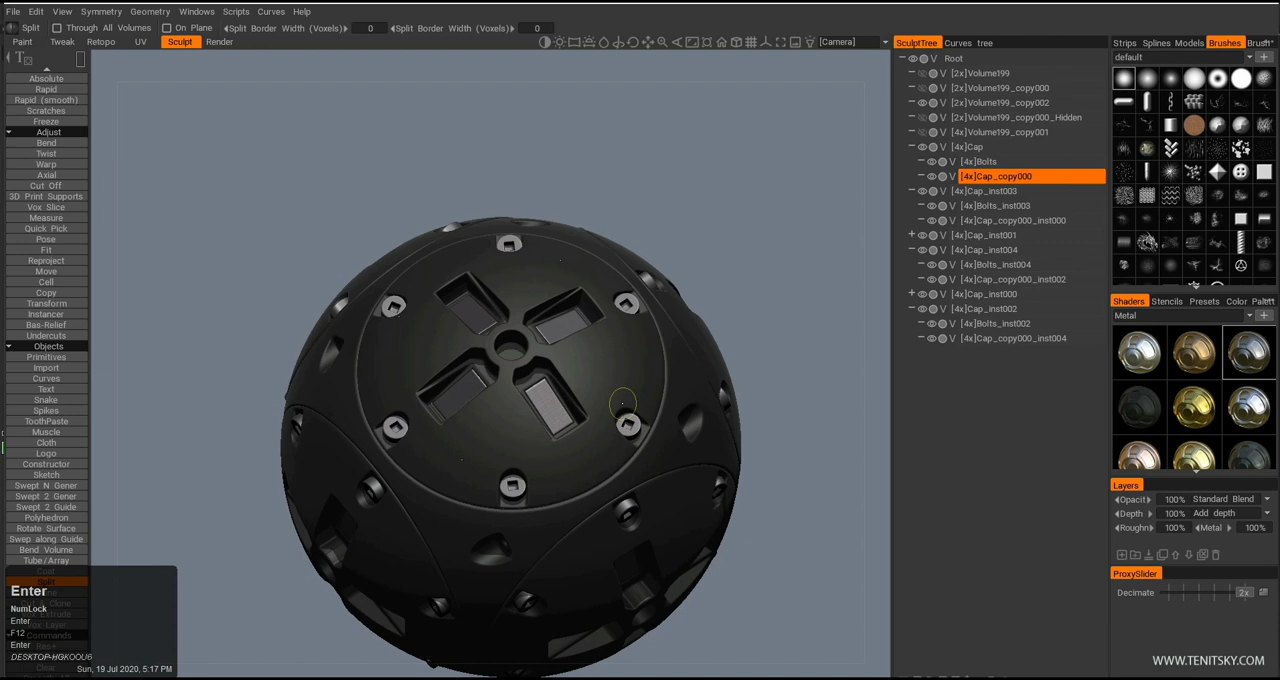 File Edit View Symmetry Geometry Windows Scripts Curves Help
Split Through All Volumes On Plane Split Border Width (Voxels) 0 Split Border Width (Voxels) 0
Paint Tweak Retopo UV Sculpt Render [Camera]
Absolute
Rapid
Rapid (smooth)
Scratches
Freeze
Adjust
Bend
Twist
Warp
Axial
Cut Off
3D Print Supports
Vox Slice
Measure
Quick Pick
Pose
Fit
Reproject
Move
Cell
Copy
Transform
Instancer
Bas-Relief
Undercuts
Objects
Primitives
Import
Curves
Text
Snake
Spikes
ToothPaste
Muscle
Cloth
Logo
Constructor
Sketch
Swept N Gener
Swept 2 Gener
Swept 2 Guide
Polyhedron
Rotate Surface
Swep along Guide
Bend Volume
Tube/Array
Split
Enter
NumLock
Enter
F12
Enter
Commands
DESKTOP-HGKOOU6
Sun, 19 Jul 2020, 5:17 PM
SculptTree Curves tree
Root
[2x]Volume199
[2x]Volume199_copy000
[2x]Volume199_copy002
[2x]Volume199_copy000_Hidden
[4x]Volume199_copy001
[4x]Cap
[4x]Bolts
[4x]Cap_copy000
[4x]Cap_inst003
[4x]Bolts_inst003
[4x]Cap_copy000_inst000
[4x]Cap_inst001
[4x]Cap_inst004
[4x]Bolts_inst004
[4x]Cap_copy000_inst002
[4x]Cap_inst000
[4x]Cap_inst002
[4x]Bolts_inst002
[4x]Cap_copy000_inst004
Strips Splines Models Brushes
default
Shaders Stencils Presets Color
Metal
Layers
Opacit 100% Standard Blend
Depth 100% Add depth
Roughn 100% Metal 100%
ProxySlider
Decimate 2x
WWW.TENITSKY.COM